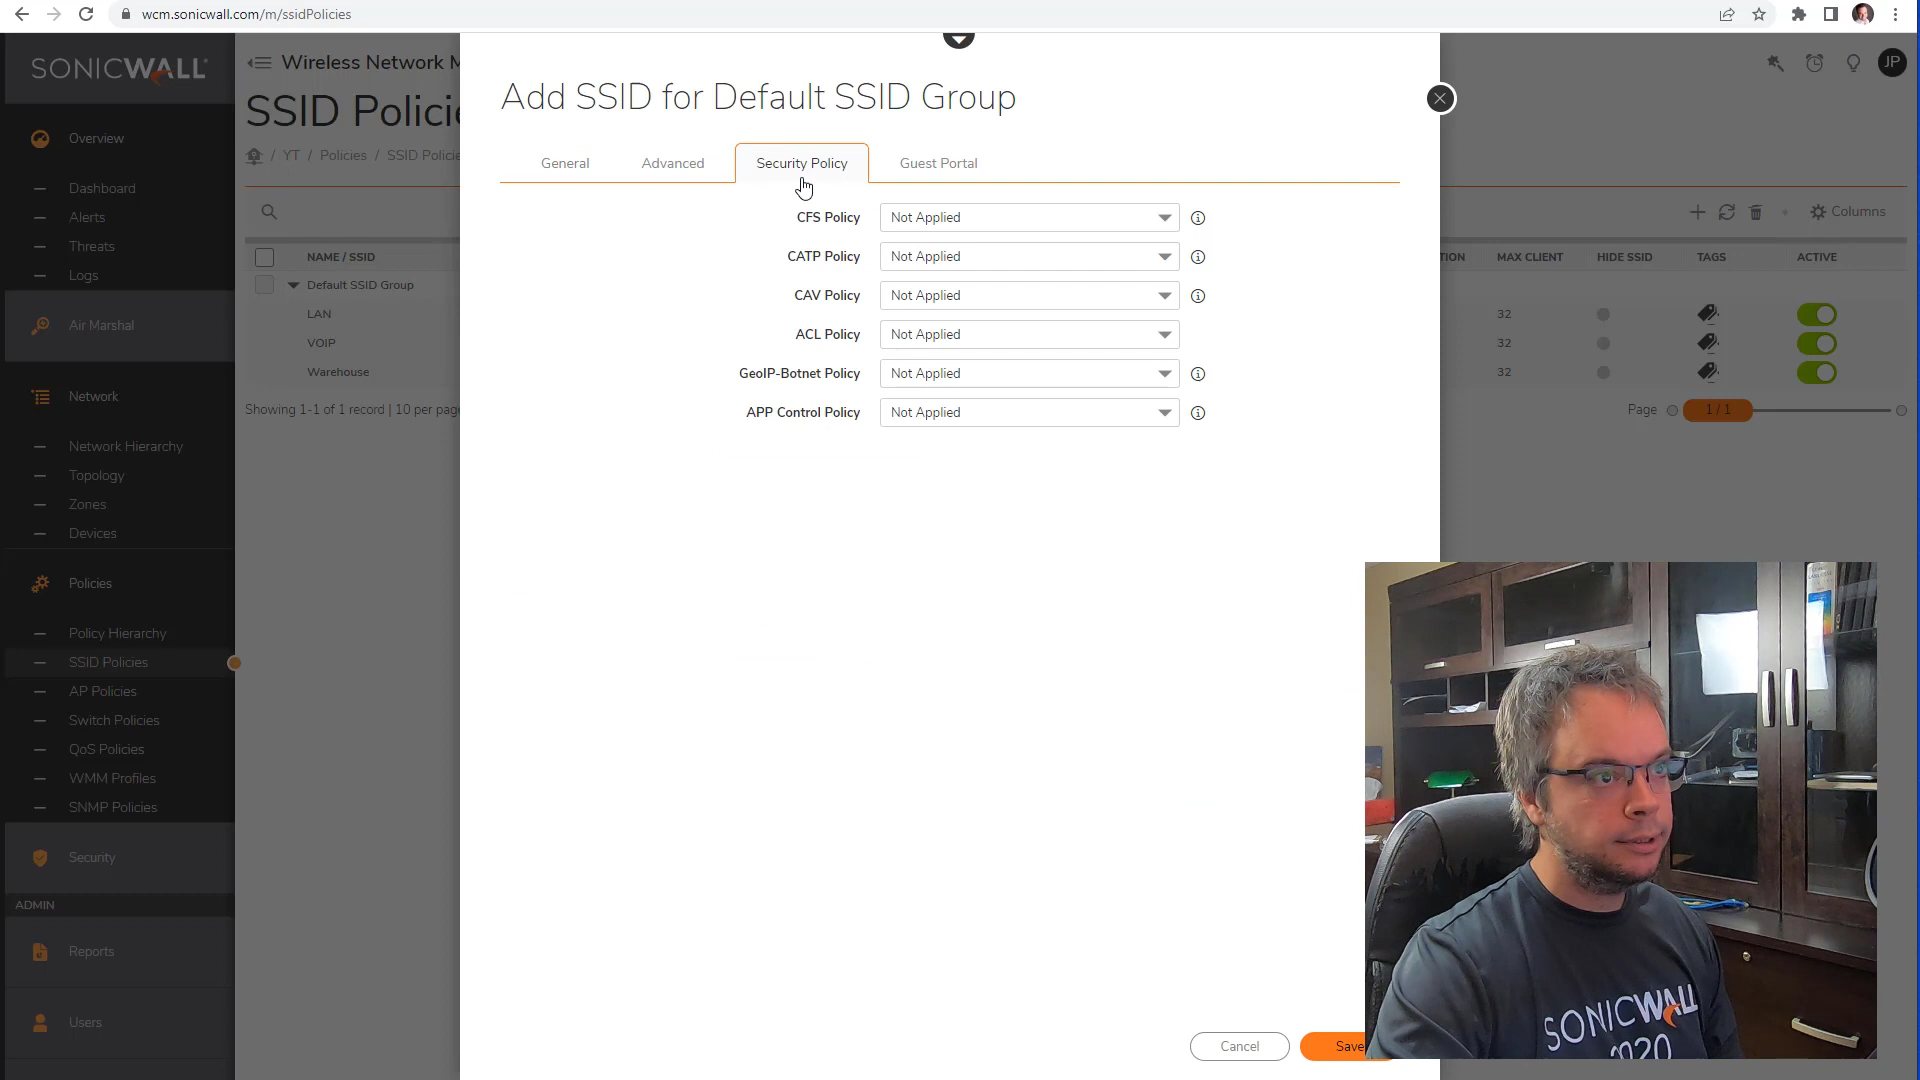 wcm.sonicwall.com/m/ssidPolicies
SONICWALL
Wireless Network M
JP
SSID Policie
/ YT / Policies / SSID Policie
Add SSID for Default SSID Group
General
Advanced
Security Policy
Guest Portal
CFS Policy
Not Applied
CATP Policy
Not Applied
CAV Policy
Not Applied
ACL Policy
Not Applied
GeoIP-Botnet Policy
Not Applied
APP Control Policy
Not Applied
Cancel
Save
Overview
Dashboard
Alerts
Threats
Logs
Air Marshal
Network
Network Hierarchy
Topology
Zones
Devices
Policies
Policy Hierarchy
SSID Policies
AP Policies
Switch Policies
QoS Policies
WMM Profiles
SNMP Policies
Security
ADMIN
Reports
Users
NAME / SSID
Default SSID Group
LAN
VOIP
Warehouse
Showing 1-1 of 1 record | 10 per page
Columns
TION
MAX CLIENT
HIDE SSID
TAGS
ACTIVE
32
32
32
Page
1 / 1
SONICWALL
2020